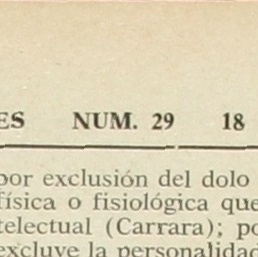 ES NUM. 29 18
por exclusión del dolo
física o fisiológica que
telectual (Carrara); po
excluye la personalidad